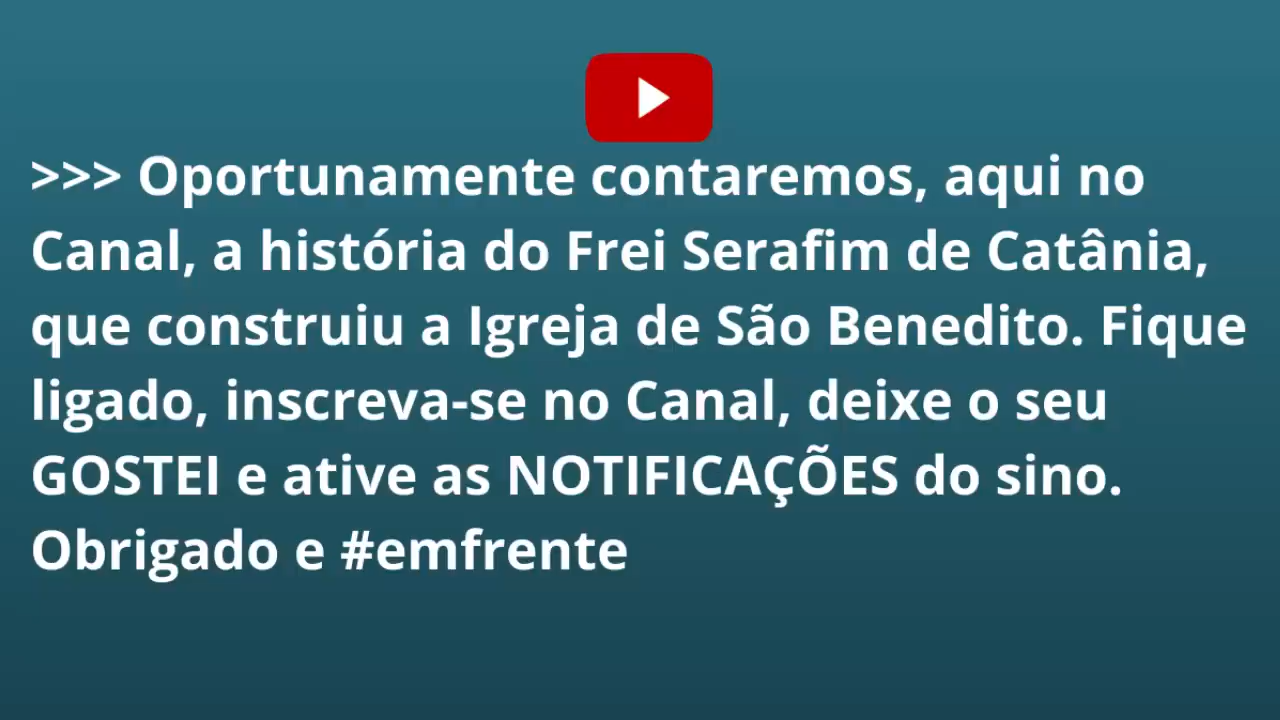 >>> Oportunamente contaremos, aqui no
Canal, a história do Frei Serafim de Catânia,
que construiu a Igreja de São Benedito. Fique
ligado, inscreva-se no Canal, deixe o seu
GOSTEI e ative as NOTIFICAÇÕES do sino.
Obrigado e #emfrente